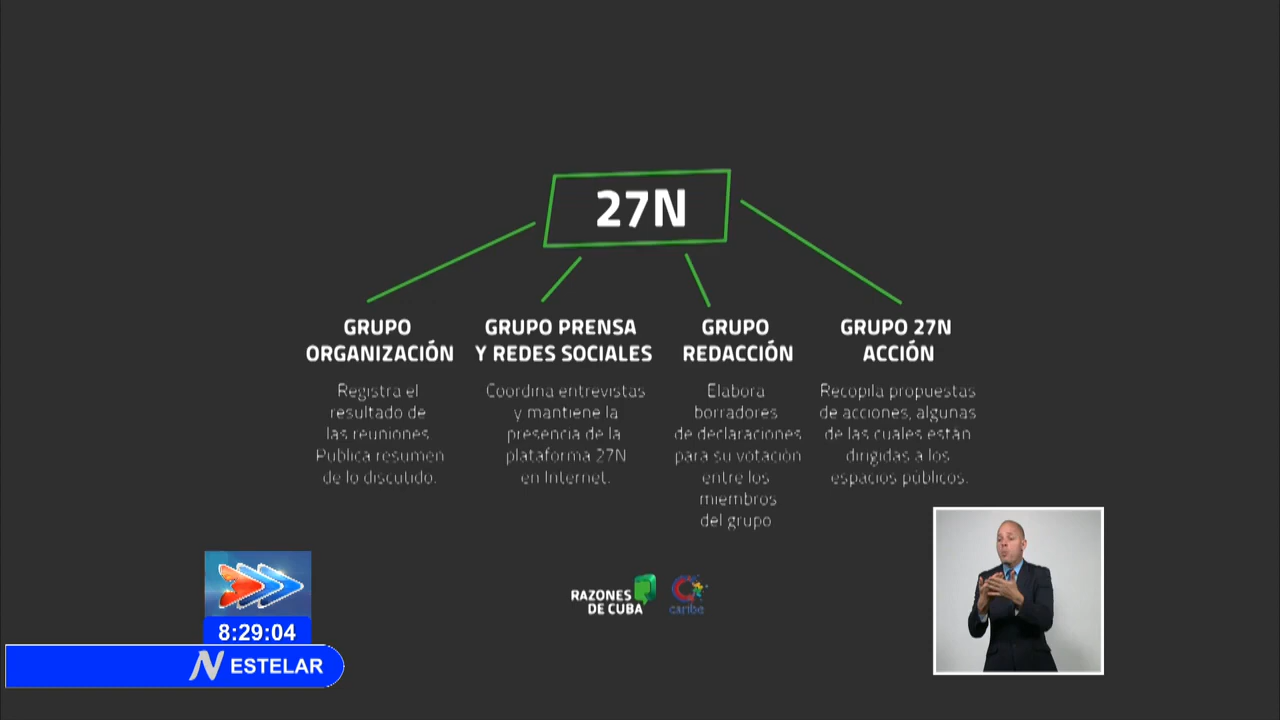 27N
GRUPO
ORGANIZACIÓN
Registra el
resultado de
las reuniones.
Publica resumen
de lo discutido.
GRUPO PRENSA
Y REDES SOCIALES
Coordina entrevistas
y mantiene la
presencia de la
plataforma 27N
en Internet.
GRUPO
REDACCIÓN
Elabora
borradores
de declaraciones
para su votación
entre los
miembros
del grupo
GRUPO 27N
ACCIÓN
Recopila propuestas
de acciones, algunas
de las cuales están
dirigidas a los
espacios públicos.
RAZONES
DE CUBA
caribe
8:29:04
N ESTELAR